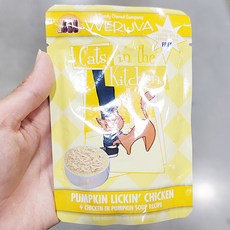 WERUVA
Cats in the
Kitchen
PUMPKIN LICKIN' CHICKEN
CHICKEN IN PUMPKIN SOUP RECIPE